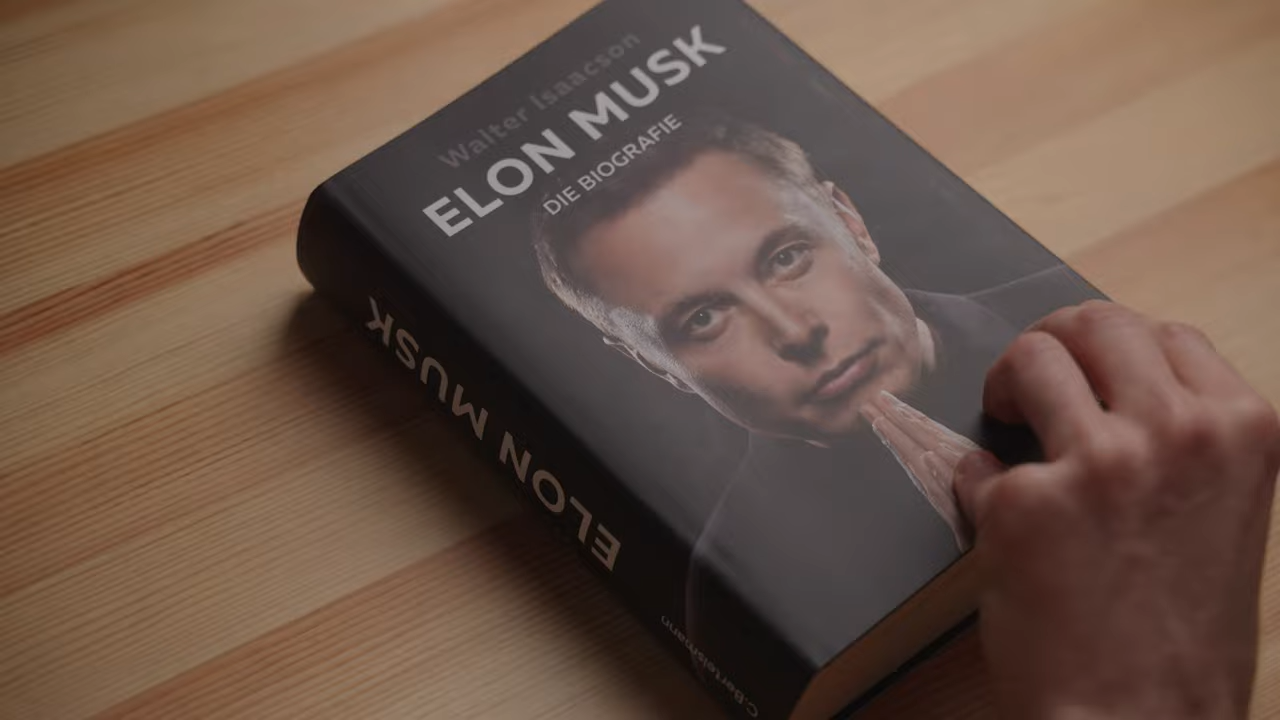 Walter Isaacson
ELON MUSK
DIE BIOGRAFIE
ELON MUSK
C.Bertelsmann